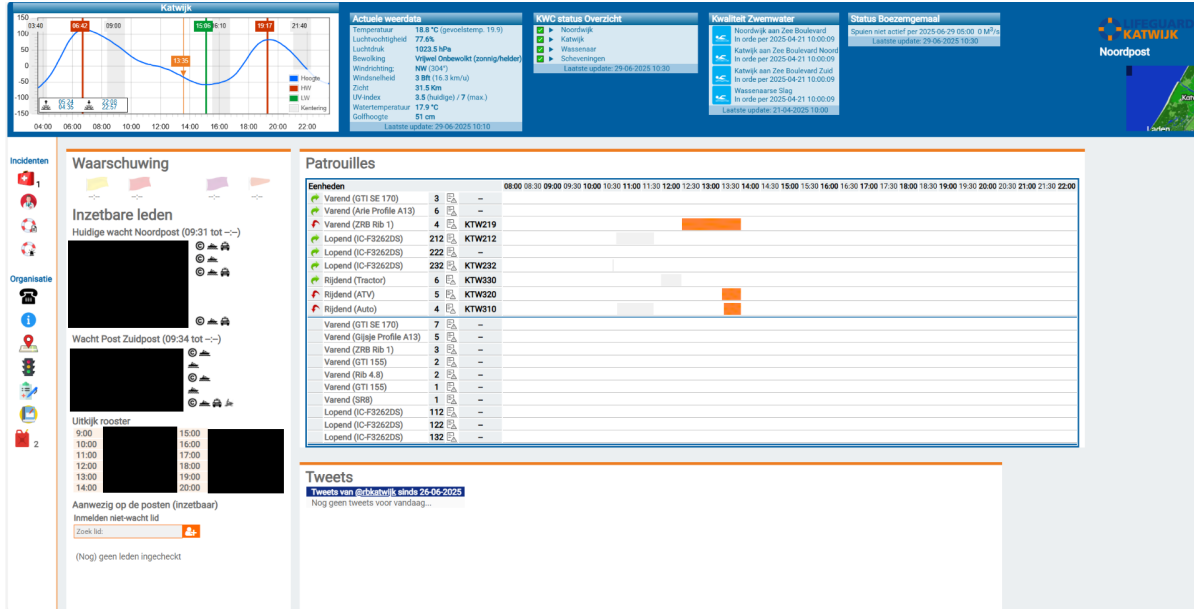 Katwijk
150
100
50
0
-50
-100
-150
03:40 06:42 09:00 15:06 16:10 19:17 21:40
13:35
Hoogte
HW
LW
Kentering
05:24 22:08
04:35 22:57
04:00 06:00 08:00 10:00 12:00 14:00 16:00 18:00 20:00 22:00
Actuele weerdata
Temperatuur 18.8 °C (gevoelstemp. 19.9)
Luchtvochtigheid 77.6%
Luchtdruk 1023.5 hPa
Bewolking Vrijwel Onbewolkt (zonnig/helder)
Windrichting: NW (304°)
Windsnelheid 3 Bft (16.3 km/u)
Zicht 31.5 Km
UV-index 3.5 (huidige) / 7 (max.)
Watertemperatuur 17.9 °C
Golfhoogte 51 cm
Laatste update: 29-06-2025 10:10
KWC status Overzicht
Noordwijk
Katwijk
Wassenaar
Scheveningen
Laatste update: 29-06-2025 10:30
Kwaliteit Zwemwater
Noordwijk aan Zee Boulevard
In orde per 2025-04-21 10:00:09
Katwijk aan Zee Boulevard Noord
In orde per 2025-04-21 10:00:09
Katwijk aan Zee Boulevard Zuid
In orde per 2025-04-21 10:00:09
Wassenaarse Slag
In orde per 2025-04-21 10:00:09
Laatste update: 21-04-2025 10:00
Status Boezemgemaal
Spuien niet actief per 2025-06-29 05:00 0 M³/s
Laatste update: 29-06-2025 10:30
LIFEGUARD
KATWIJK
Noordpost
Laden
Incidenten
1
Organisatie
2
Waarschuwing
--:-- --:-- --:-- --:--
Inzetbare leden
Huidige wacht Noordpost (09:31 tot --:--)
Wacht Post Zuidpost (09:34 tot --:--)
Uitkijk rooster
9:00 15:00
10:00 16:00
11:00 17:00
12:00 18:00
13:00 19:00
14:00 20:00
Aanwezig op de posten (inzetbaar)
Inmelden niet-wacht lid
Zoek lid:
(Nog) geen leden ingecheckt
Patrouilles
Eenheden 08:00 08:30 09:00 09:30 10:00 10:30 11:00 11:30 12:00 12:30 13:00 13:30 14:00 14:30 15:00 15:30 16:00 16:30 17:00 17:30 18:00 18:30 19:00 19:30 20:00 20:30 21:00 21:30 22:00
Varend (GTI SE 170) 3 –
Varend (Arie Profile A13) 6 –
Varend (ZRB Rib 1) 4 KTW219
Lopend (IC-F3262DS) 212 KTW212
Lopend (IC-F3262DS) 222 –
Lopend (IC-F3262DS) 232 KTW232
Rijdend (Tractor) 6 KTW330
Rijdend (ATV) 5 KTW320
Rijdend (Auto) 4 KTW310
Varend (GTI SE 170) 7 –
Varend (Gijsje Profile A13) 5 –
Varend (ZRB Rib 1) 3 –
Varend (GTI 155) 2 –
Varend (Rib 4.8) 2 –
Varend (GTI 155) 1 –
Varend (SR8) 1 –
Lopend (IC-F3262DS) 112 –
Lopend (IC-F3262DS) 122 –
Lopend (IC-F3262DS) 132 –
Tweets
Tweets van @rbkatwijk sinds 26-06-2025
Nog geen tweets voor vandaag...